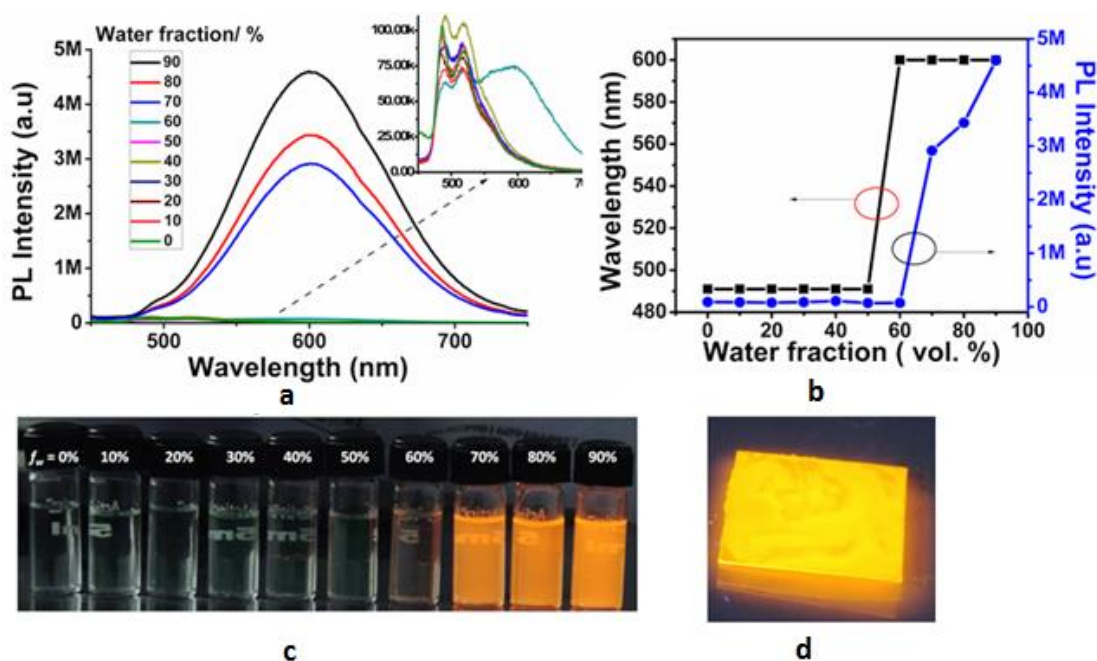 Water fraction/ %
90
80
70
60
50
40
30
20
10
0
5M
4M
3M
2M
1M
0
PL Intensity (a.u)
500 600 700
Wavelength (nm)
100.00k
75.00k
50.00k
25.00k
0.00
500 600 70
a
600
580
560
540
520
500
480
Wavelength (nm)
5M
4M
3M
2M
1M
0
PL Intensity (a.u)
0 20 40 60 80 100
Water fraction ( vol. %)
b
fw = 0% 10% 20% 30% 40% 50% 60% 70% 80% 90%
c
d